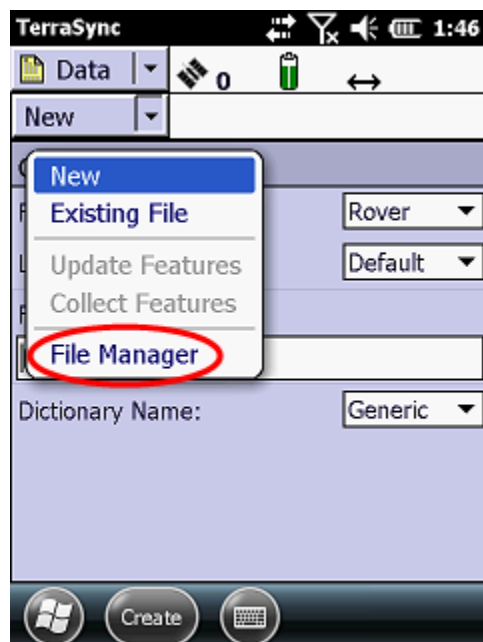 TerraSync 1:46
Data 0
New
New
Existing File
Rover
Update Features
Default
Collect Features
File Manager
Dictionary Name: Generic
Create